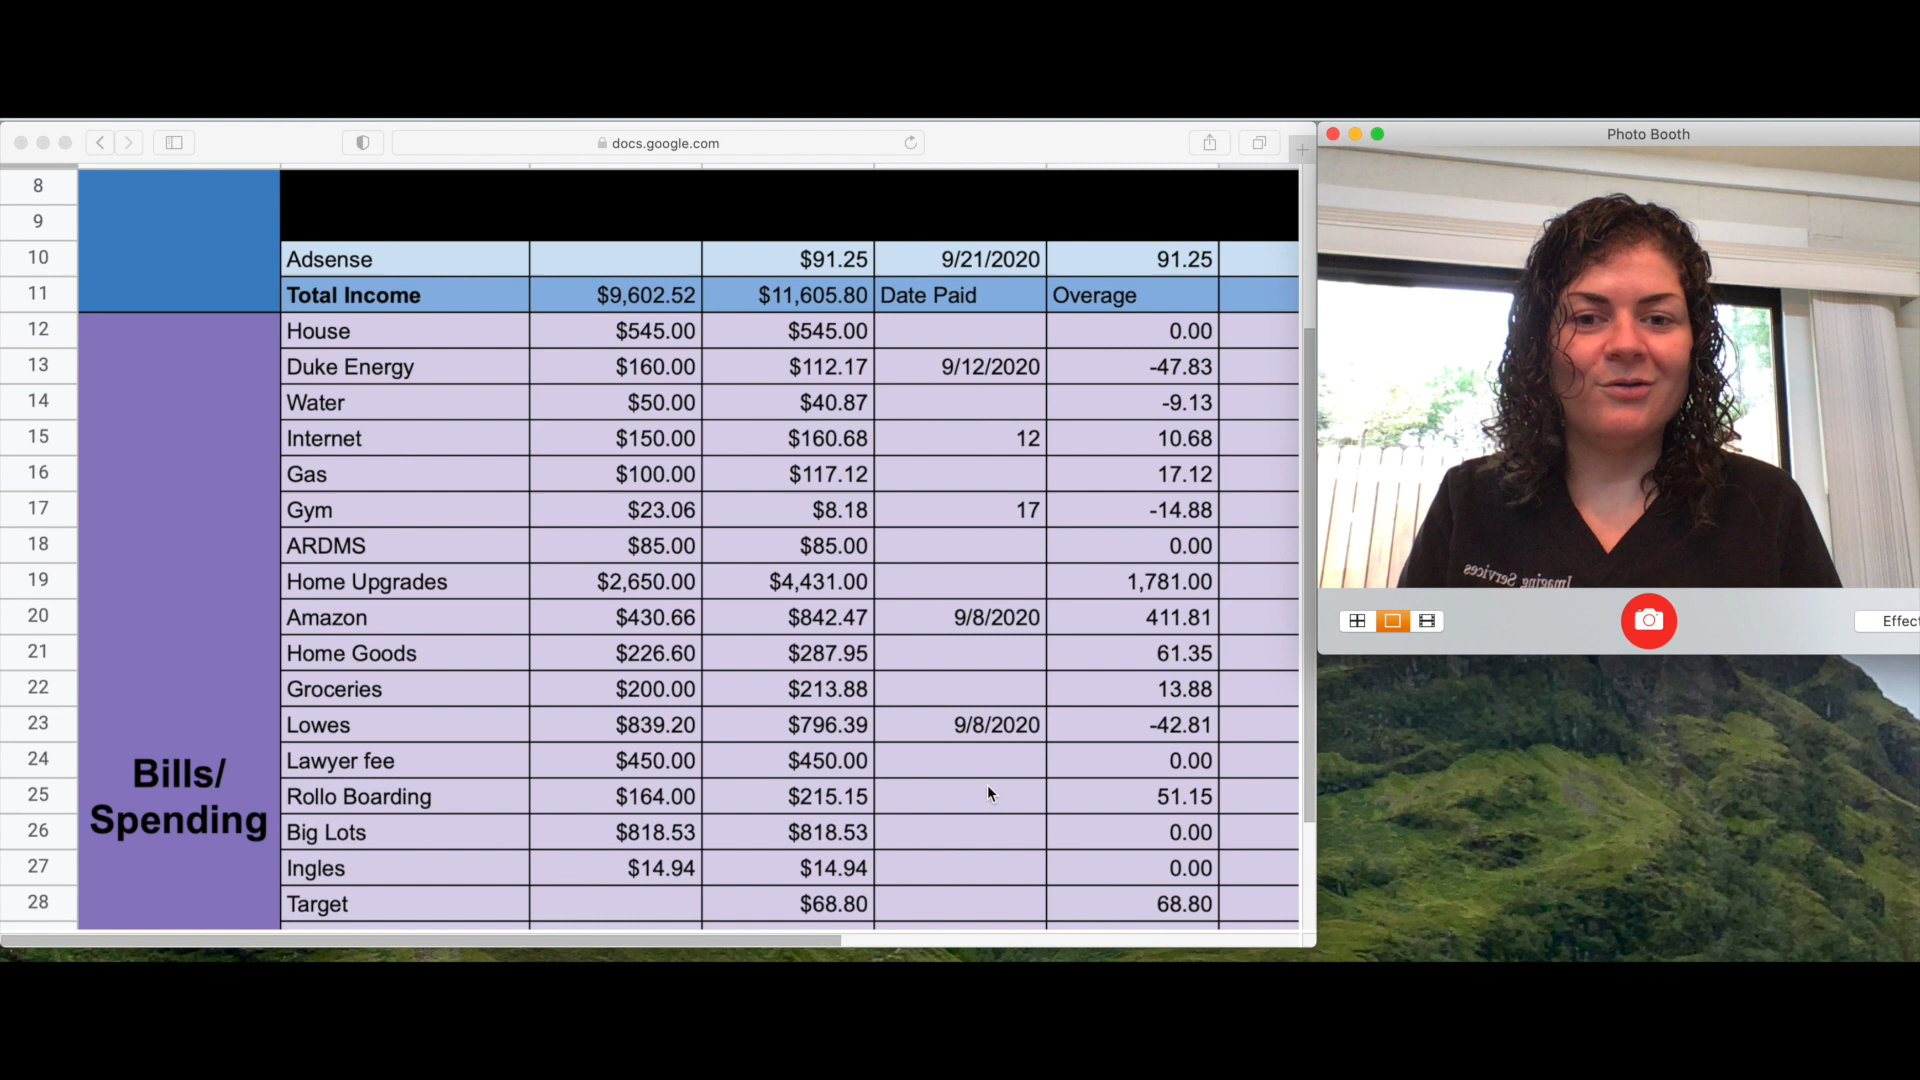 docs.google.com
Photo Booth
8
9
10 Adsense $91.25 9/21/2020 91.25
11 Total Income $9,602.52 $11,605.80 Date Paid Overage
12 House $545.00 $545.00 0.00
13 Duke Energy $160.00 $112.17 9/12/2020 -47.83
14 Water $50.00 $40.87 -9.13
15 Internet $150.00 $160.68 12 10.68
16 Gas $100.00 $117.12 17.12
17 Gym $23.06 $8.18 17 -14.88
18 ARDMS $85.00 $85.00 0.00
19 Home Upgrades $2,650.00 $4,431.00 1,781.00
20 Amazon $430.66 $842.47 9/8/2020 411.81
21 Home Goods $226.60 $287.95 61.35
22 Groceries $200.00 $213.88 13.88
23 Lowes $839.20 $796.39 9/8/2020 -42.81
24 Lawyer fee $450.00 $450.00 0.00
25 Rollo Boarding $164.00 $215.15 51.15
26 Big Lots $818.53 $818.53 0.00
27 Ingles $14.94 $14.94 0.00
28 Target $68.80 68.80
Bills/
Spending
Imaging Services
Effect